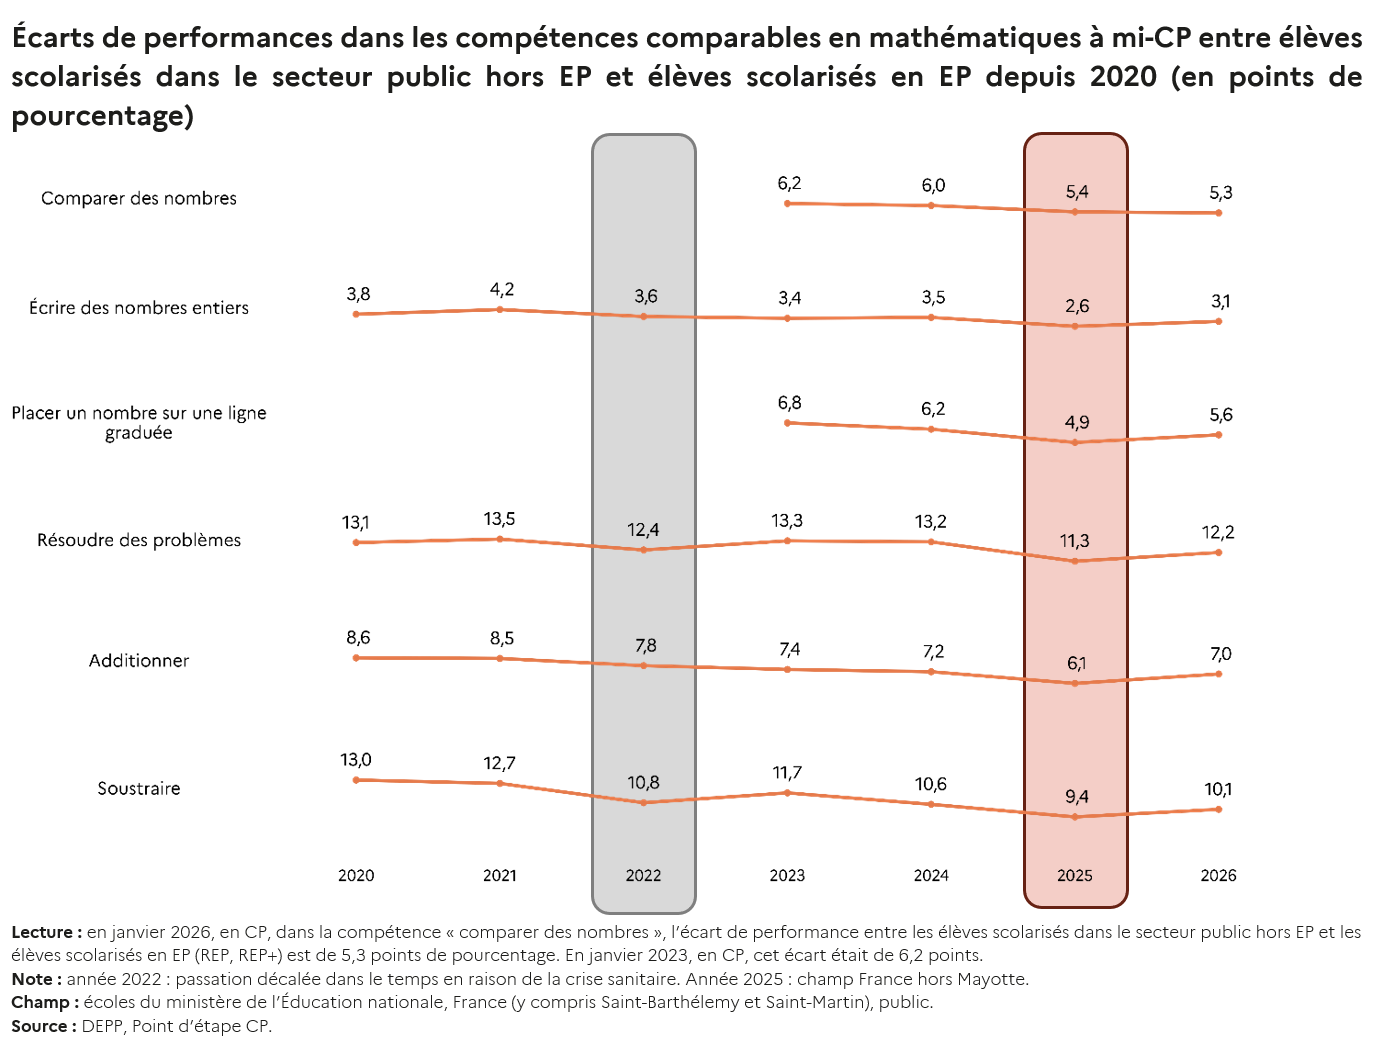 Écarts de performances dans les compétences comparables en mathématiques à mi-CP entre élèves
scolarisés dans le secteur public hors EP et élèves scolarisés en EP depuis 2020 (en points de
pourcentage)
Comparer des nombres
6,2 6,0 5,4 5,3
Écrire des nombres entiers
3,8 4,2 3,6 3,4 3,5 2,6 3,1
Placer un nombre sur une ligne
graduée
6,8 6,2 4,9 5,6
Résoudre des problèmes
13,1 13,5 12,4 13,3 13,2 11,3 12,2
Additionner
8,6 8,5 7,8 7,4 7,2 6,1 7,0
Soustraire
13,0 12,7 10,8 11,7 10,6 9,4 10,1
2020 2021 2022 2023 2024 2025 2026
Lecture : en janvier 2026, en CP, dans la compétence « comparer des nombres », l’écart de performance entre les élèves scolarisés dans le secteur public hors EP et les
élèves scolarisés en EP (REP, REP+) est de 5,3 points de pourcentage. En janvier 2023, en CP, cet écart était de 6,2 points.
Note : année 2022 : passation décalée dans le temps en raison de la crise sanitaire. Année 2025 : champ France hors Mayotte.
Champ : écoles du ministère de l’Éducation nationale, France (y compris Saint-Barthélemy et Saint-Martin), public.
Source : DEPP, Point d’étape CP.